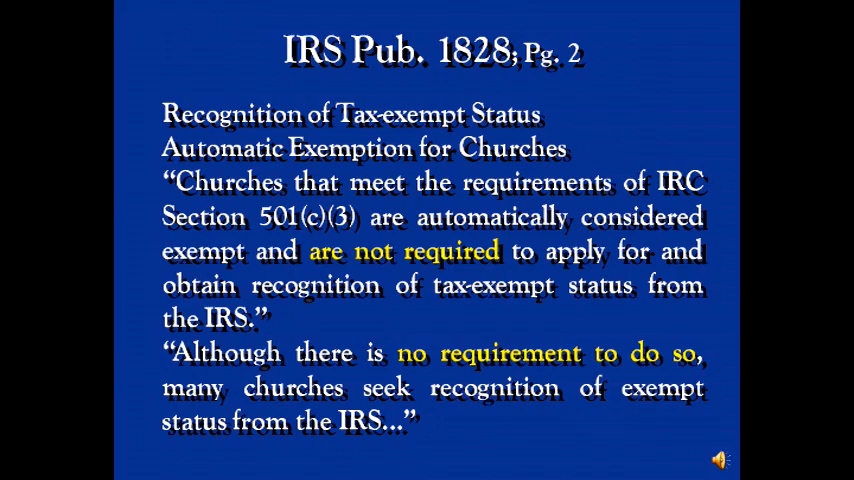 IRS Pub. 1828; Pg. 2
Recognition of Tax-exempt Status
Automatic Exemption for Churches
“Churches that meet the requirements of IRC
Section 501(c)(3) are automatically considered
exempt and are not required to apply for and
obtain recognition of tax-exempt status from
the IRS.”
“Although there is no requirement to do so,
many churches seek recognition of exempt
status from the IRS...”